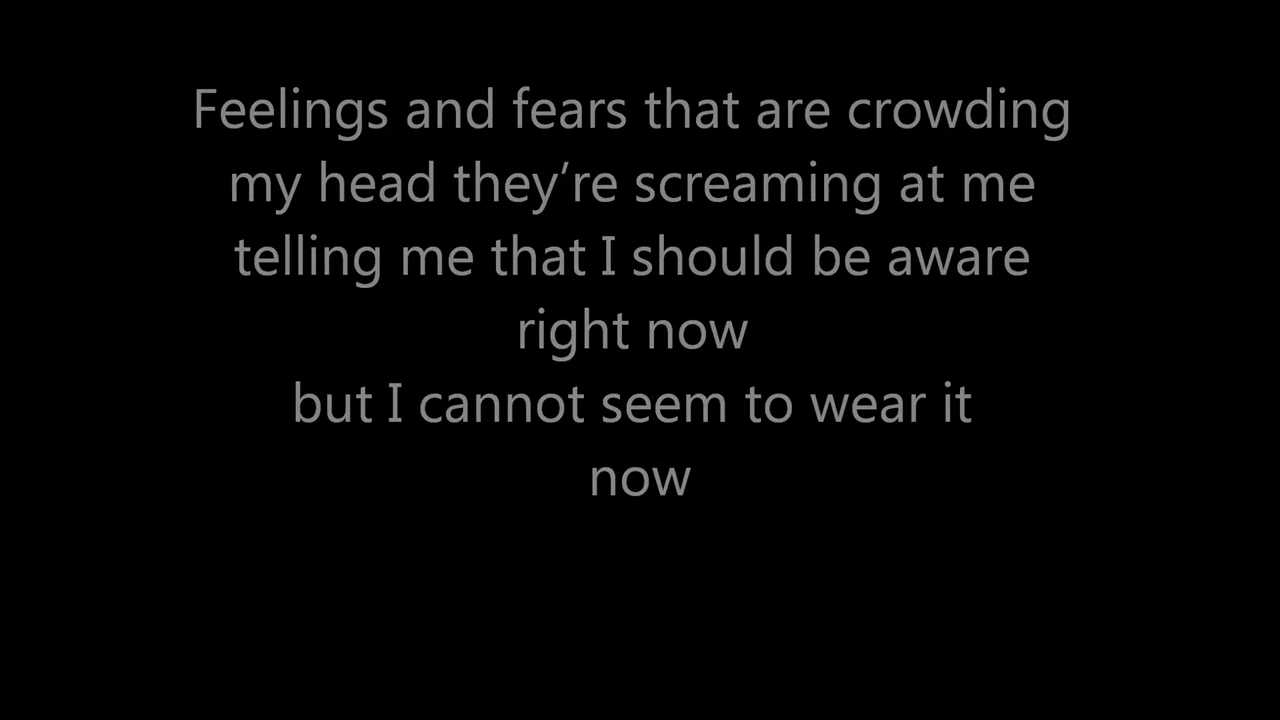 Feelings and fears that are crowding
my head they’re screaming at me
telling me that I should be aware
right now
but I cannot seem to wear it
now